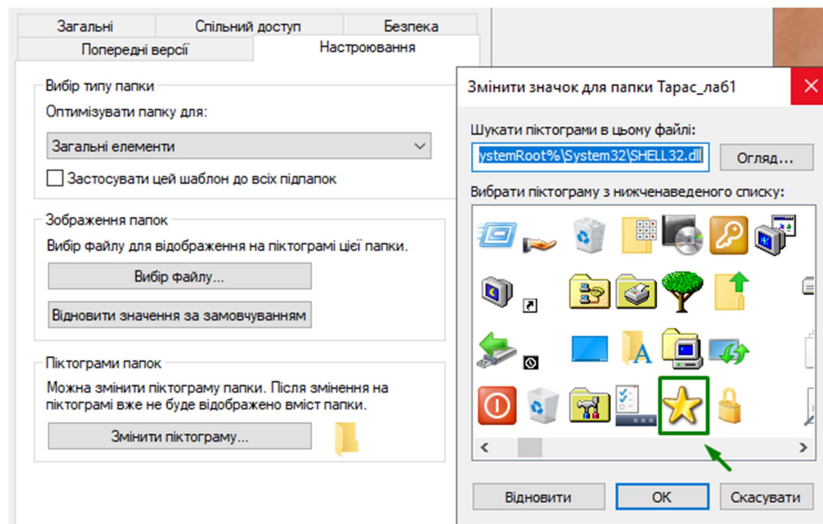 Загальні
Спільний доступ
Безпека
Попередні версії
Настроювання
Вибір типу папки
Оптимізувати папку для:
Загальні елементи
Застосувати цей шаблон до всіх підпапок
Зображення папок
Вибір файлу для відображення на піктограмі цієї папки.
Вибір файлу...
Відновити значення за замовчуванням
Піктограми папок
Можна змінити піктограму папки. Після змінення на
піктограмі вже не буде відображено вміст папки.
Змінити піктограму...
Змінити значок для папки Тарас_лаб1
Шукати піктограми в цьому файлі:
ystemRoot%\System32\SHELL32.dll
Огляд...
Вибрати піктограму з нижченаведеного списку:
A
Відновити
OK
Скасувати